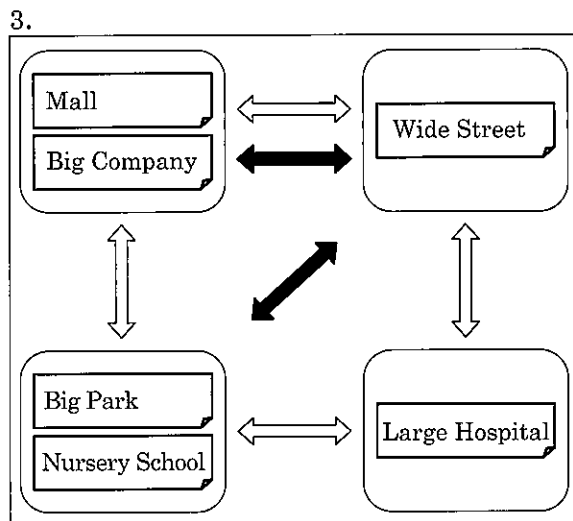 3.
Mall
Wide Street
Big Company
Big Park
Nursery School
Large Hospital